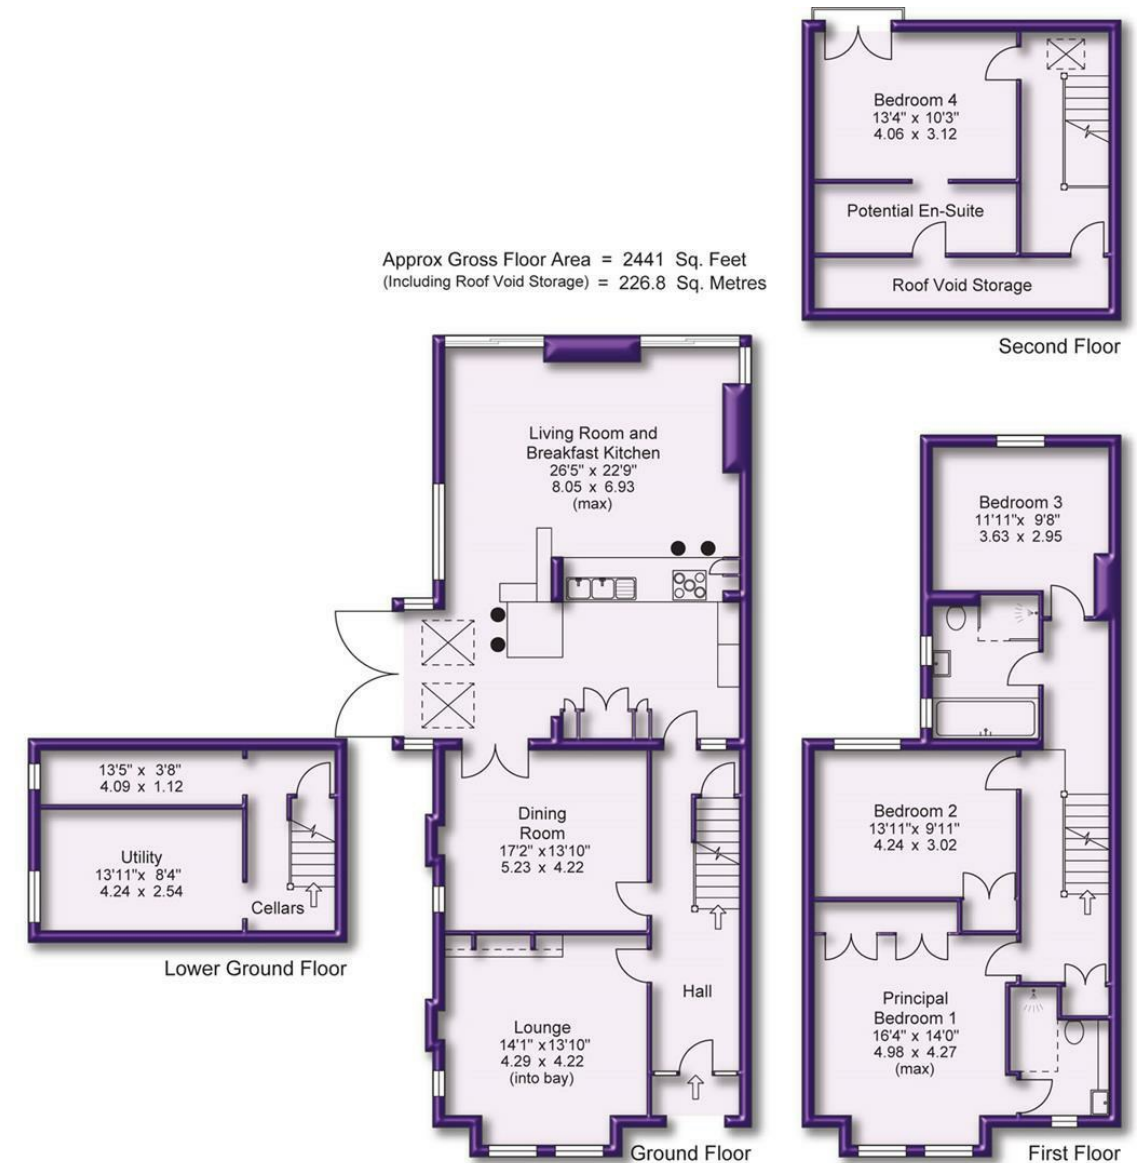 Bedroom 4
13'4" x 10'3"
4.06 x 3.12
Potential En-Suite
Roof Void Storage
Second Floor
Approx Gross Floor Area = 2441 Sq. Feet
(Including Roof Void Storage) = 226.8 Sq. Metres
Living Room and
Breakfast Kitchen
26'5" x 22'9"
8.05 x 6.93
(max)
Dining
Room
17'2" x13'10"
5.23 x 4.22
Lounge
14'1" x13'10"
4.29 x 4.22
(into bay)
Hall
Ground Floor
13'5" x 3'8"
4.09 x 1.12
Utility
13'11"x 8'4"
4.24 x 2.54
Cellars
Lower Ground Floor
Bedroom 3
11'11"x 9'8"
3.63 x 2.95
Bedroom 2
13'11"x 9'11"
4.24 x 3.02
Principal
Bedroom 1
16'4" x 14'0"
4.98 x 4.27
(max)
First Floor